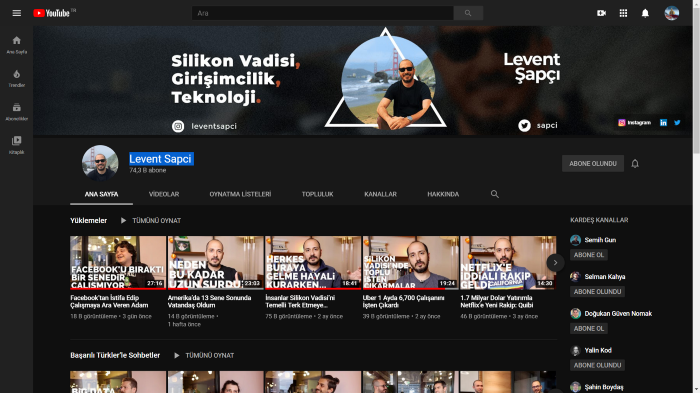 YouTube TR
Ara
Ana Sayfa
Trendler
Abonelikler
Kitaplık
Silikon Vadisi,
Girişimcilik,
Teknoloji.
leventsapci
Levent
Şapçı
sapci
Instagram
Levent Sapci
74,3 B abone
ABONE OLUNDU
ANA SAYFA
VİDEOLAR
OYNATMA LİSTELERİ
TOPLULUK
KANALLAR
HAKKINDA
Yüklemeler
TÜMÜNÜ OYNAT
FACEBOOK'U BIRAKTI
BİR SENEDİR
ÇALIŞMIYOR
27:16
Facebook'tan İstifa Edip
Çalışmaya Ara Veren Adam
18 B görüntüleme • 3 gün önce
NEDEN
BU KADAR
UZUN SÜRDÜ
23:03
Amerika'da 13 Sene Sonunda
Vatandaş Oldum
14 B görüntüleme •
1 hafta önce
HERKES
BURAYA
GELME HAYALİ
KURARKEN...
18:41
İnsanlar Silikon Vadisi'ni
Temelli Terk Etmeye...
75 B görüntüleme • 2 ay önce
SİLİKON
VADİSİ'NDE
TOPLU
İŞTEN
ÇIKARMALAR
19:24
Uber 1 Ayda 6,700 Çalışanını
İşten Çıkardı
39 B görüntüleme • 2 ay önce
NETFLIX'E
İDDİALI RAKİP
GELDİ
14:30
1.7 Milyar Dolar Yatırımla
Netflix'e Yeni Rakip: Quibi
46 B görüntüleme • 3 ay önce
KARDEŞ KANALLAR
Semih Gun
ABONE OL
Selman Kahya
ABONE OLUNDU
Doğukan Güven Nomak
ABONE OL
Yalın Kod
ABONE OLUNDU
Şahin Boydaş
Başarılı Türkler'le Sohbetler
TÜMÜNÜ OYNAT
BIG DATA